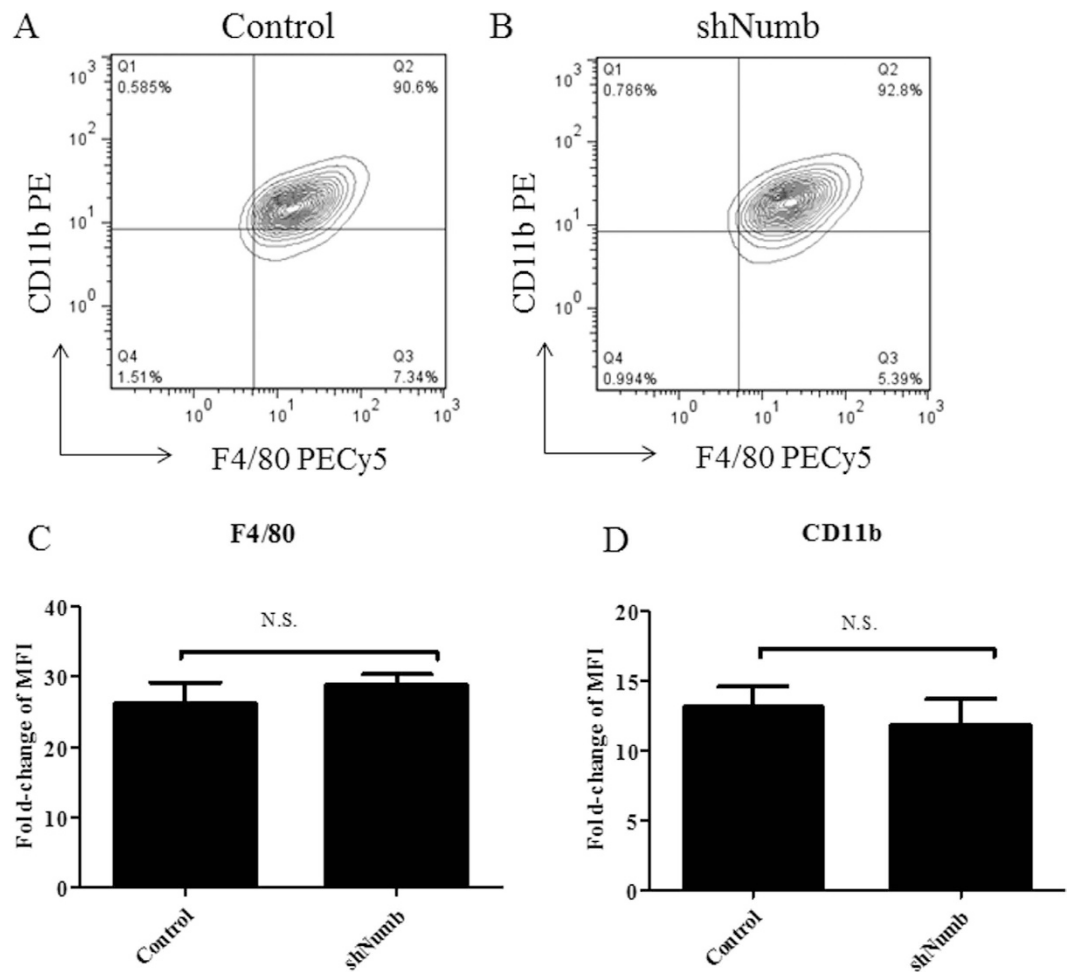 A Control
B shNumb
Q1
0.585%
Q2
90.6%
Q4
1.51%
Q3
7.34%
10³
10²
10¹
10⁰
CD11b PE
10⁰ 10¹ 10² 10³
F4/80 PECy5
Q1
0.786%
Q2
92.8%
Q4
0.994%
Q3
5.39%
10³
10²
10¹
10⁰
CD11b PE
10⁰ 10¹ 10² 10³
F4/80 PECy5
C F4/80
N.S.
40
30
20
10
0
Fold-change of MFI
Control shNumb
D CD11b
N.S.
20
15
10
5
0
Fold-change of MFI
Control shNumb